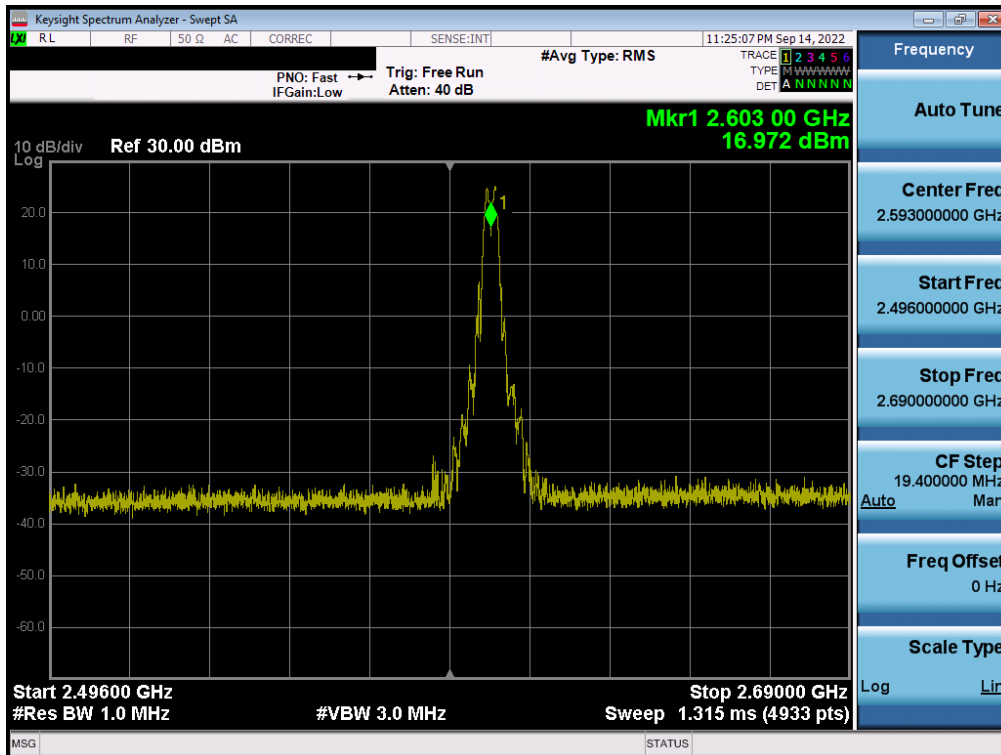 Keysight Spectrum Analyzer - Swept SA
LXI RL RF 50 Ω AC CORREC SENSE:INT 11:25:07 PM Sep 14, 2022
#Avg Type: RMS TRACE 1 2 3 4 5 6
PNO: Fast Trig: Free Run TYPE M WWWWW
IFGain:Low Atten: 40 dB DET A N N N N N
Mkr1 2.603 00 GHz
16.972 dBm
10 dB/div Ref 30.00 dBm
Log
1
20.0
10.0
0.00
-10.0
-20.0
-30.0
-40.0
-50.0
-60.0
Start 2.49600 GHz Stop 2.69000 GHz
#Res BW 1.0 MHz #VBW 3.0 MHz Sweep 1.315 ms (4933 pts)
MSG STATUS
Frequency
Auto Tune
Center Freq
2.593000000 GHz
Start Freq
2.496000000 GHz
Stop Freq
2.690000000 GHz
CF Step
19.400000 MHz
Auto Man
Freq Offset
0 Hz
Scale Type
Log Lin